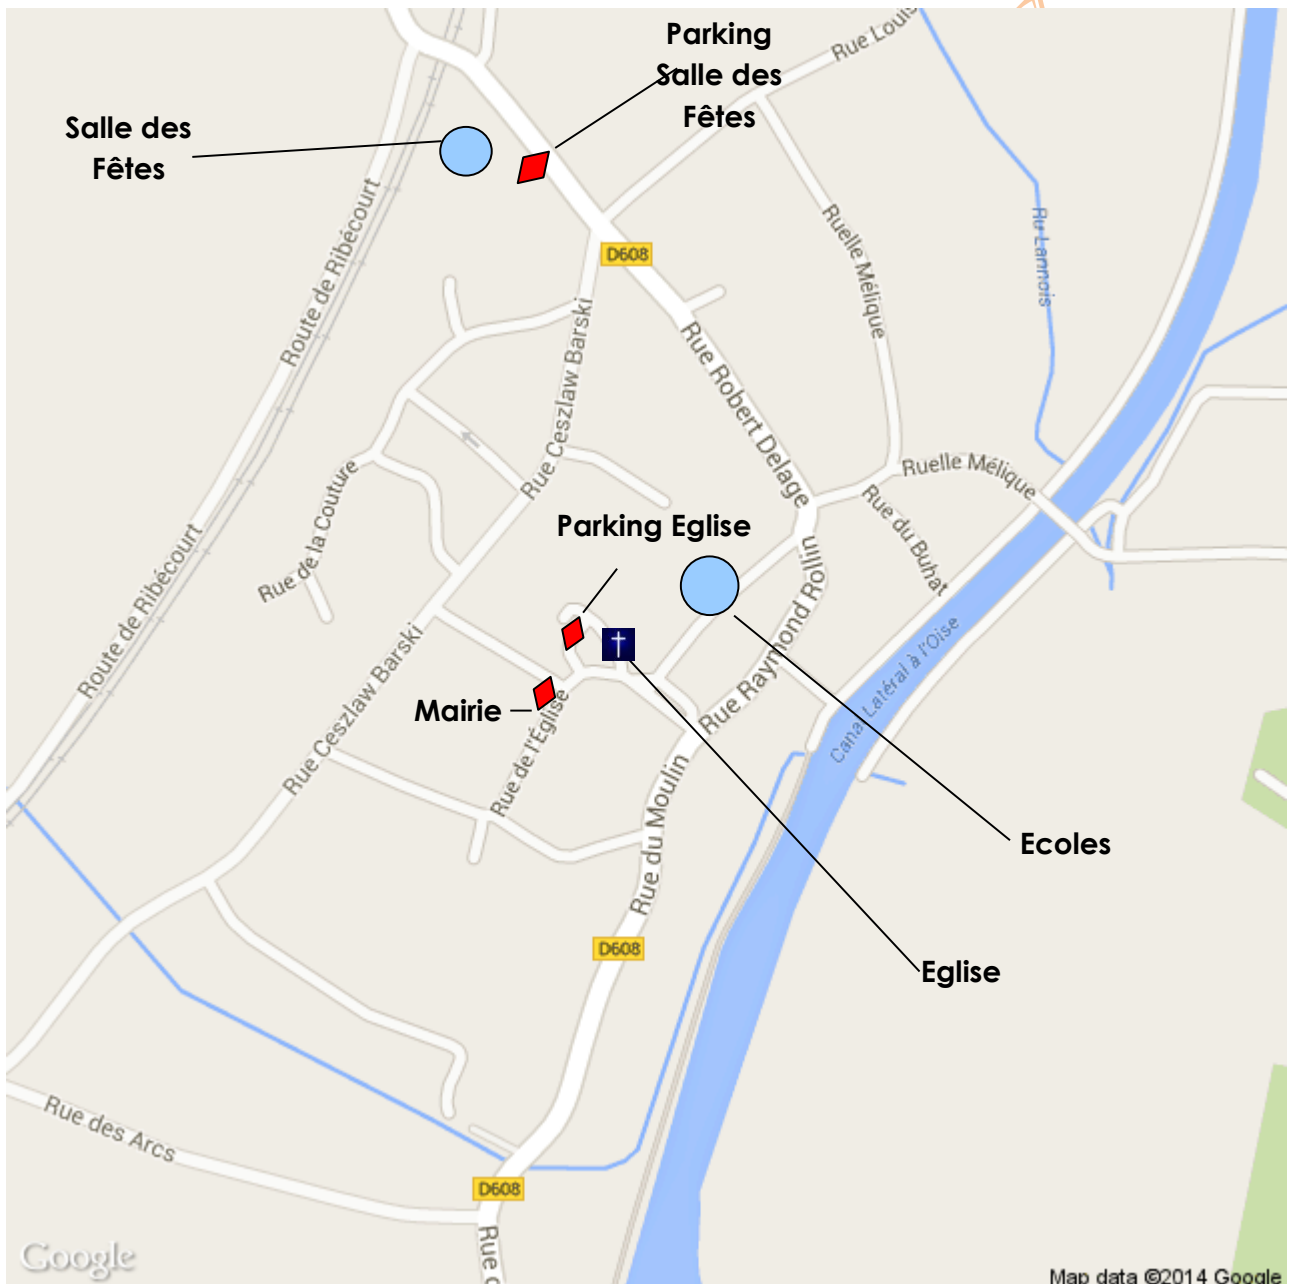 Parking
Salle des
Fêtes
Rue Louis
Salle des
Fêtes
Route de Ribécourt
Ruelle Mélique
Ru Lannois
D608
Rue Ceszlaw Barski
Rue Robert Delage
Ruelle Mélique
Rue de la Couture
Rue du Buhat
Parking Eglise
Route de Ribécourt
Rue Raymond Rollin
Canal Latéral à l'Oise
Rue Ceszlaw Barski
Mairie
Rue de l'Église
Rue du Moulin
Ecoles
D608
Eglise
Rue des Arcs
D608
Rue
Google
Map data ©2014 Google